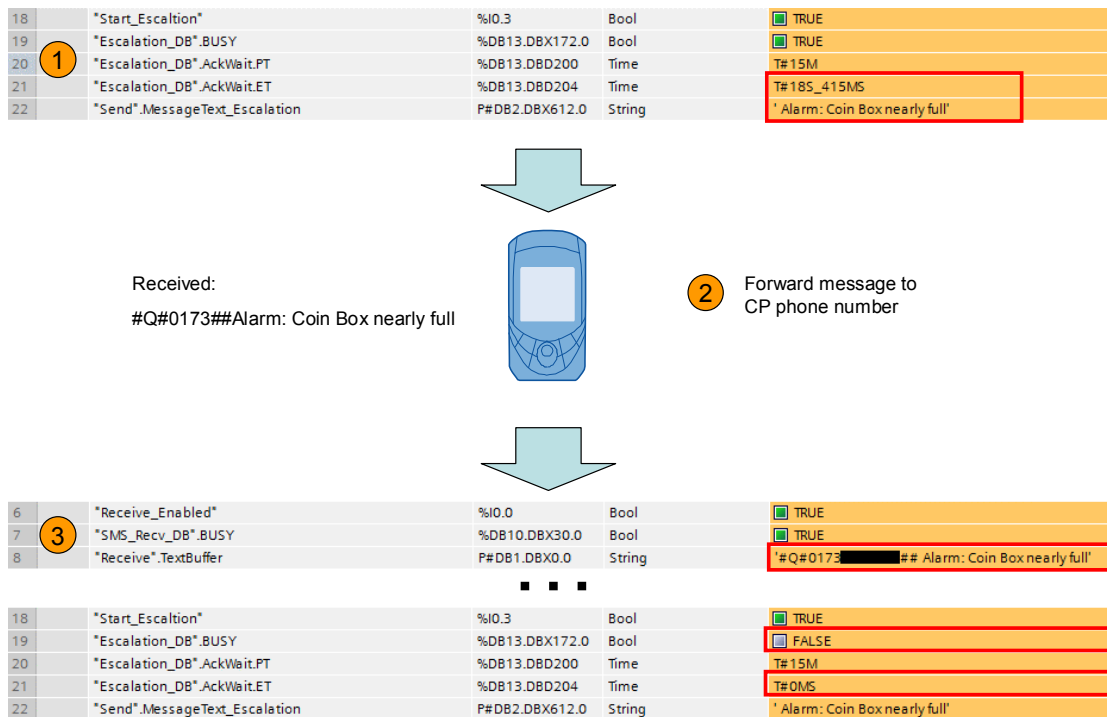 18 "Start_Escaltion" %I0.3 Bool TRUE
19 "Escalation_DB".BUSY %DB13.DBX172.0 Bool TRUE
20 "Escalation_DB".AckWait.PT %DB13.DBD200 Time T#15M
21 "Escalation_DB".AckWait.ET %DB13.DBD204 Time T#18S_415MS
22 "Send".MessageText_Escalation P#DB2.DBX612.0 String ' Alarm: Coin Box nearly full'
1
Received:
#Q#0173##Alarm: Coin Box nearly full
2
Forward message to
CP phone number
6 "Receive_Enabled" %I0.0 Bool TRUE
7 "SMS_Recv_DB".BUSY %DB10.DBX30.0 Bool TRUE
8 "Receive".TextBuffer P#DB1.DBX0.0 String '#Q#0173 ## Alarm: Coin Box nearly full'
3
...
18 "Start_Escaltion" %I0.3 Bool TRUE
19 "Escalation_DB".BUSY %DB13.DBX172.0 Bool FALSE
20 "Escalation_DB".AckWait.PT %DB13.DBD200 Time T#15M
21 "Escalation_DB".AckWait.ET %DB13.DBD204 Time T#0MS
22 "Send".MessageText_Escalation P#DB2.DBX612.0 String ' Alarm: Coin Box nearly full'